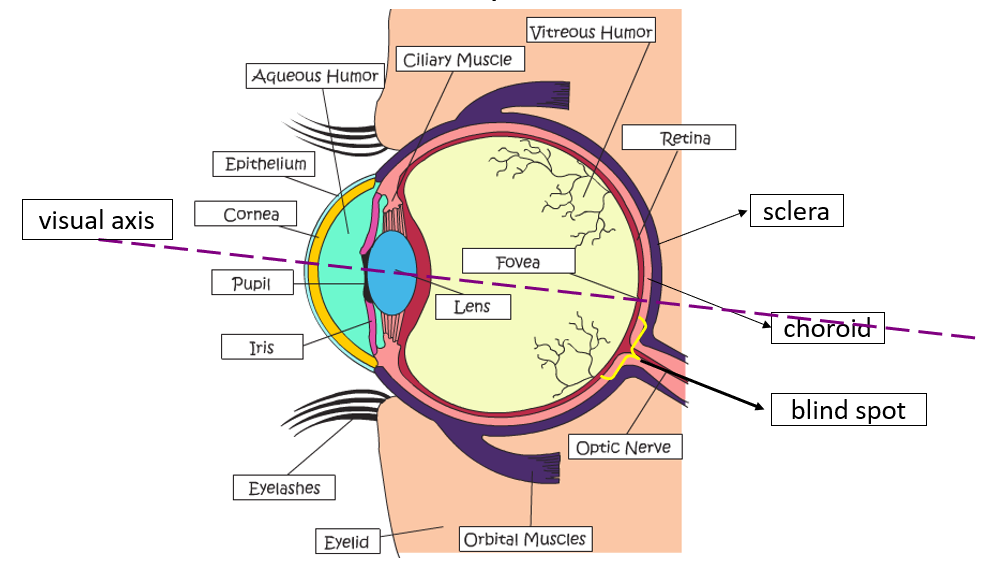 Vitreous Humor
Ciliary Muscle
Aqueous Humor
Retina
Epithelium
Cornea
sclera
visual axis
Fovea
Pupil
Lens
choroid
Iris
blind spot
Optic Nerve
Eyelashes
Eyelid
Orbital Muscles